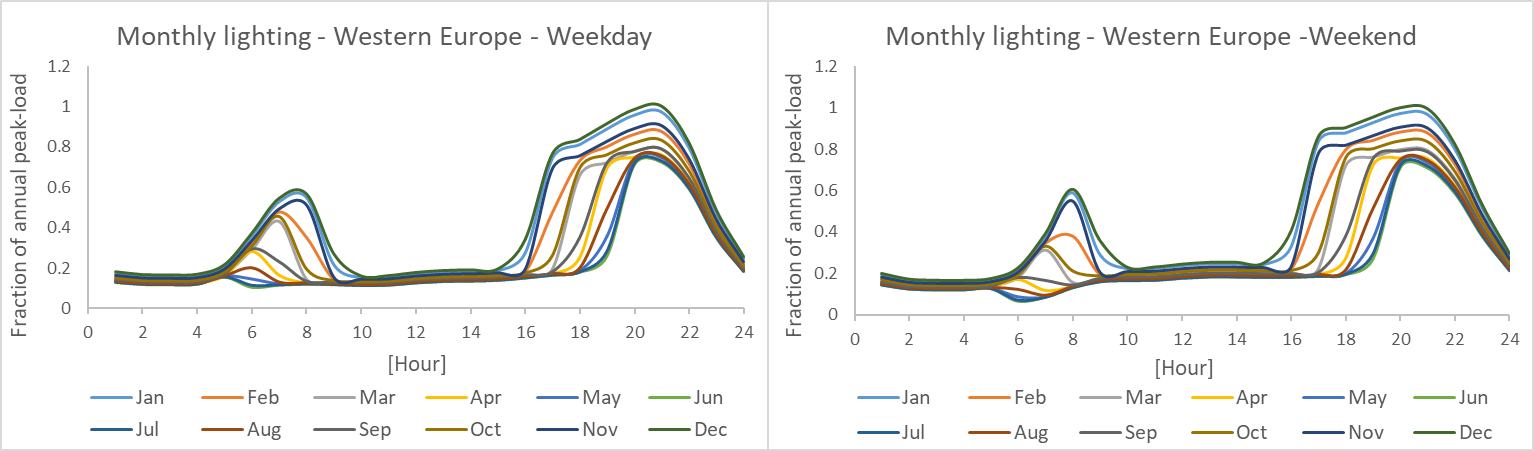 Monthly lighting - Western Europe - Weekday
Fraction of annual peak-load
1.2
1
0.8
0.6
0.4
0.2
0
0 2 4 6 8 10 12 14 16 18 20 22 24
[Hour]
Jan Feb Mar Apr May Jun
Jul Aug Sep Oct Nov Dec
Monthly lighting - Western Europe -Weekend
Fraction of annual peak-load
1.2
1
0.8
0.6
0.4
0.2
0
0 2 4 6 8 10 12 14 16 18 20 22 24
[Hour]
Jan Feb Mar Apr May Jun
Jul Aug Sep Oct Nov Dec